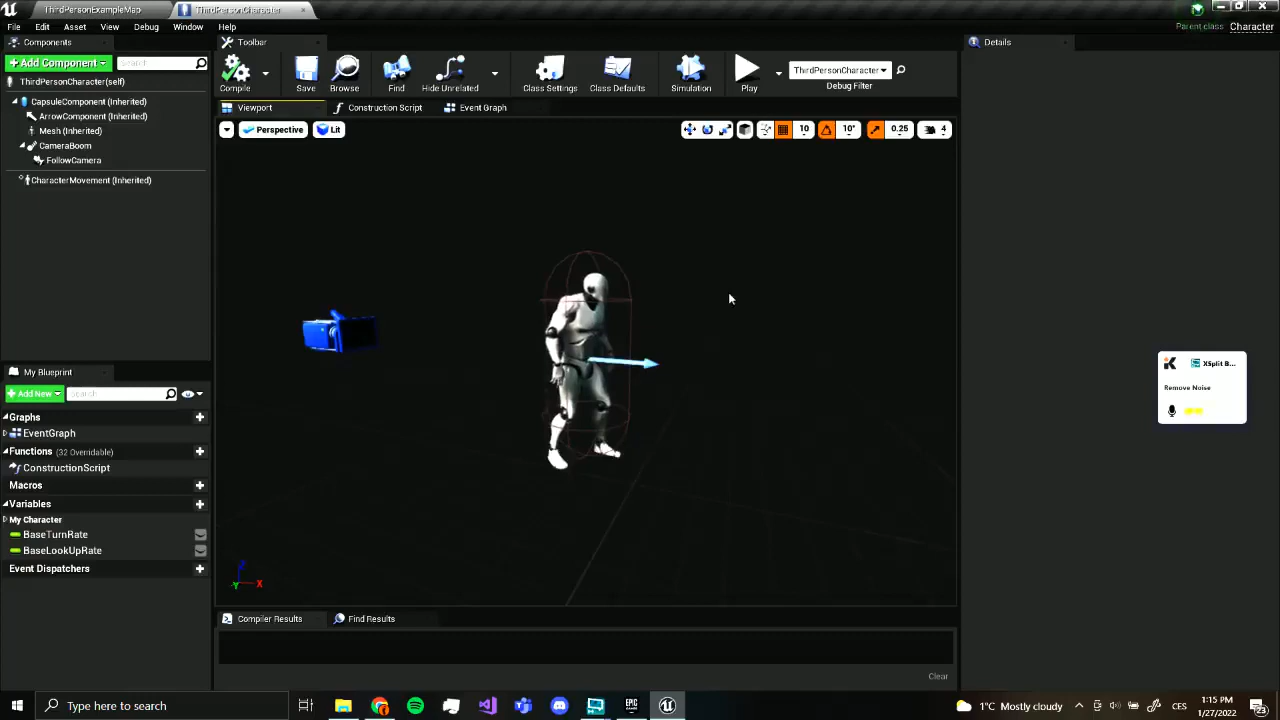 ThirdPersonExampleMap
ThirdPersonCharacter
File Edit Asset View Debug Window Help
Parent class: Character
Components
Toolbar
Details
+ Add Component
Search
ThirdPersonCharacter(self)
CapsuleComponent (Inherited)
ArrowComponent (Inherited)
Mesh (Inherited)
CameraBoom
FollowCamera
CharacterMovement (Inherited)
Compile
Save
Browse
Find
Hide Unrelated
Class Settings
Class Defaults
Simulation
Play
ThirdPersonCharacter
Debug Filter
Viewport
Construction Script
Event Graph
Perspective
Lit
10
10°
0.25
4
My Blueprint
+ Add New
Search
Graphs
EventGraph
Functions (32 Overridable)
ConstructionScript
Macros
Variables
My Character
BaseTurnRate
BaseLookUpRate
Event Dispatchers
Z
Y
X
XSplit B...
Remove Noise
Compiler Results
Find Results
Clear
Type here to search
EPIC
1°C Mostly cloudy
CES
1:15 PM
1/27/2022